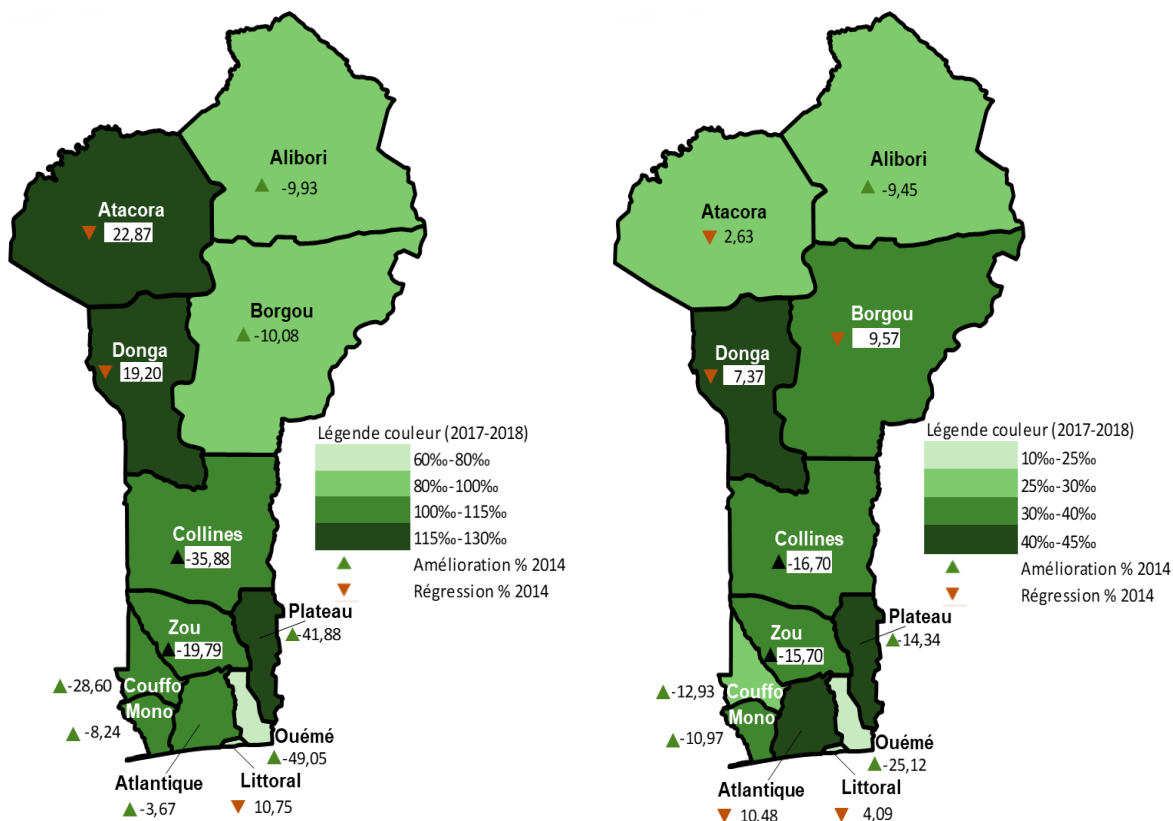 Alibori
-9,93
Atacora
22,87
Borgou
-10,08
Donga
19,20
Légende couleur (2017-2018)
60‰-80‰
80‰-100‰
100‰-115‰
115‰-130‰
Amélioration % 2014
Régression % 2014
Collines
-35,88
Plateau
-41,88
Zou
-19,79
-28,60
Couffo
Mono
-8,24
Ouémé
-49,05
Atlantique
-3,67
Littoral
10,75
Alibori
-9,45
Atacora
2,63
Borgou
9,57
Donga
7,37
Légende couleur (2017-2018)
10‰-25‰
25‰-30‰
30‰-40‰
40‰-45‰
Amélioration % 2014
Régression % 2014
Collines
-16,70
Plateau
-14,34
Zou
-15,70
-12,93
Couffo
Mono
-10,97
Ouémé
-25,12
Atlantique
10,48
Littoral
4,09